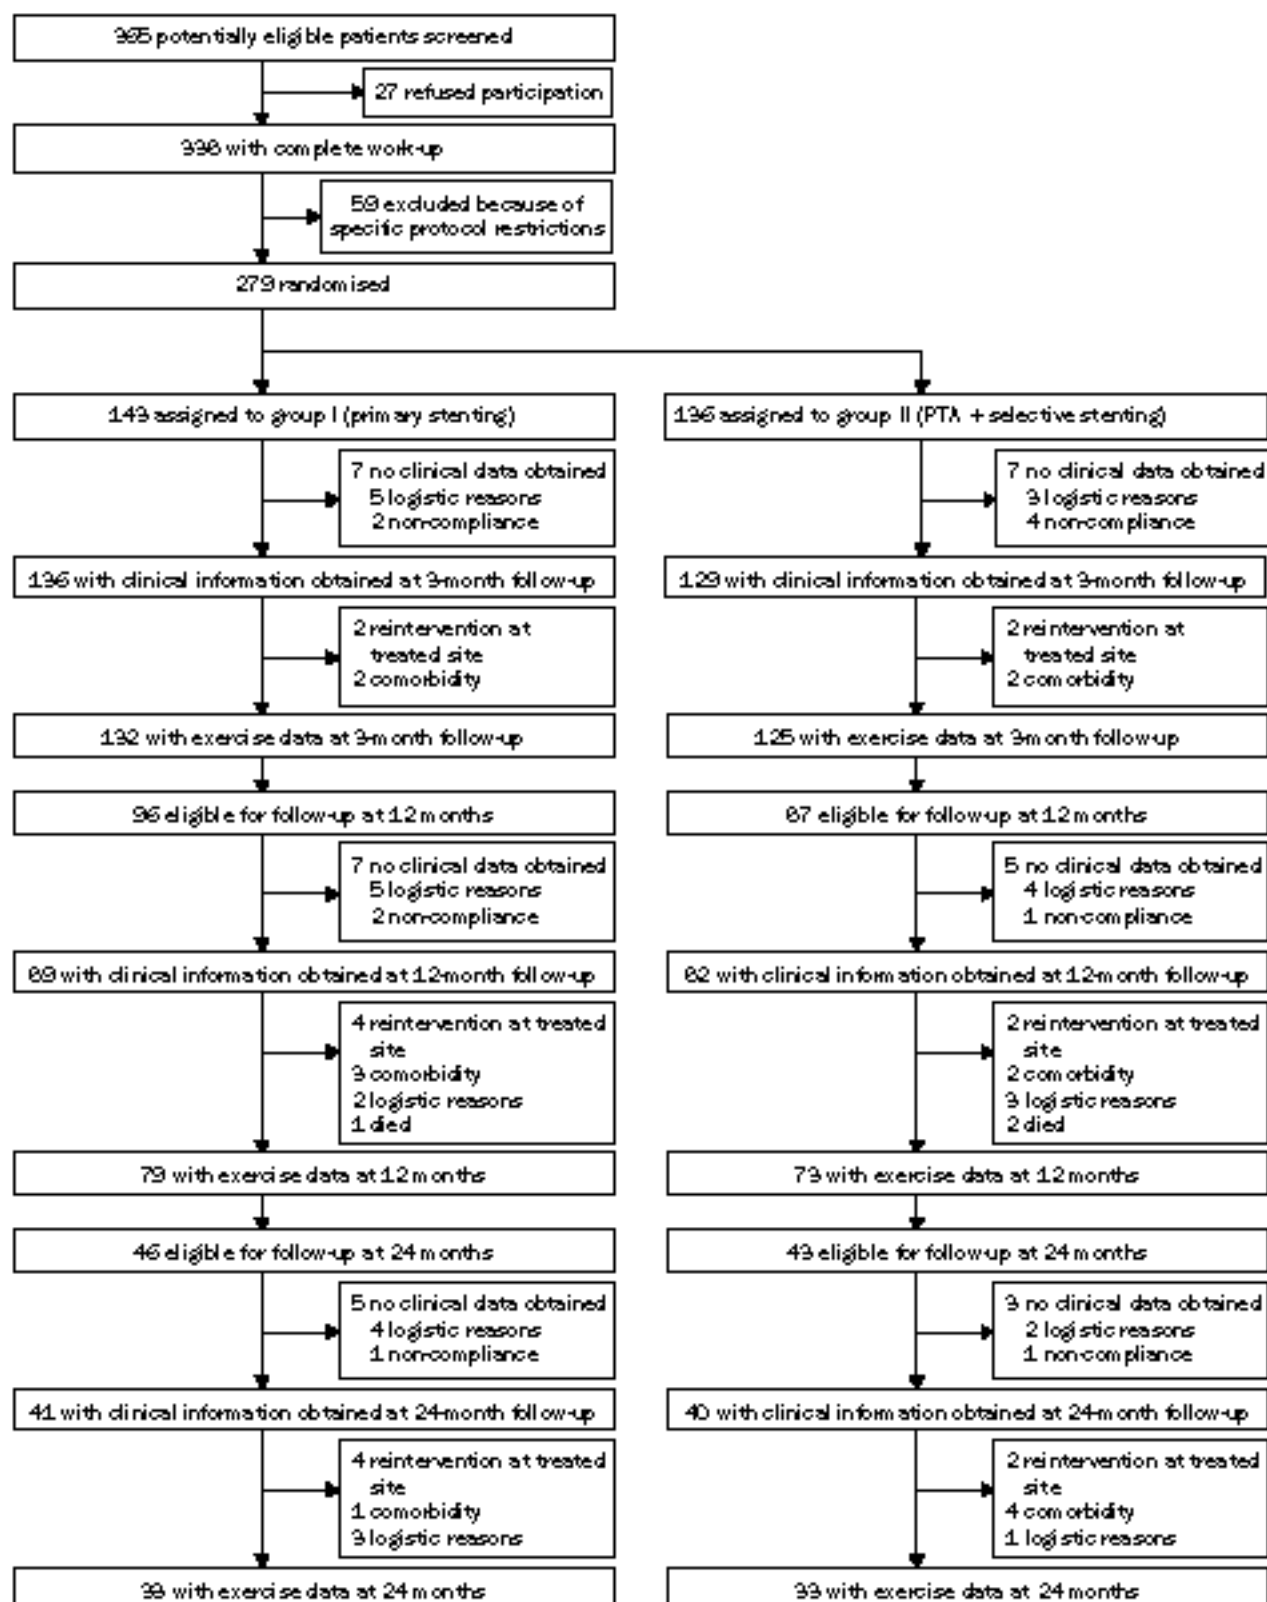 365 potentially eligible patients screened
27 refused participation
338 with complete work-up
59 excluded because of
specific protocol restrictions
279 randomised
143 assigned to group I (primary stenting)
7 no clinical data obtained
5 logistic reasons
2 non-compliance
136 with clinical information obtained at 3-month follow-up
2 reintervention at
treated site
2 comorbidity
132 with exercise data at 3-month follow-up
96 eligible for follow-up at 12 months
7 no clinical data obtained
5 logistic reasons
2 non-compliance
89 with clinical information obtained at 12-month follow-up
4 reintervention at treated
site
3 comorbidity
2 logistic reasons
1 died
79 with exercise data at 12 months
46 eligible for follow-up at 24 months
5 no clinical data obtained
4 logistic reasons
1 non-compliance
41 with clinical information obtained at 24-month follow-up
4 reintervention at treated
site
1 comorbidity
3 logistic reasons
33 with exercise data at 24 months
136 assigned to group II (PTA + selective stenting)
7 no clinical data obtained
3 logistic reasons
4 non-compliance
129 with clinical information obtained at 3-month follow-up
2 reintervention at
treated site
2 comorbidity
125 with exercise data at 3-month follow-up
87 eligible for follow-up at 12 months
5 no clinical data obtained
4 logistic reasons
1 non-compliance
82 with clinical information obtained at 12-month follow-up
2 reintervention at treated
site
2 comorbidity
3 logistic reasons
2 died
73 with exercise data at 12 months
43 eligible for follow-up at 24 months
3 no clinical data obtained
2 logistic reasons
1 non-compliance
40 with clinical information obtained at 24-month follow-up
2 reintervention at treated
site
4 comorbidity
1 logistic reasons
33 with exercise data at 24 months